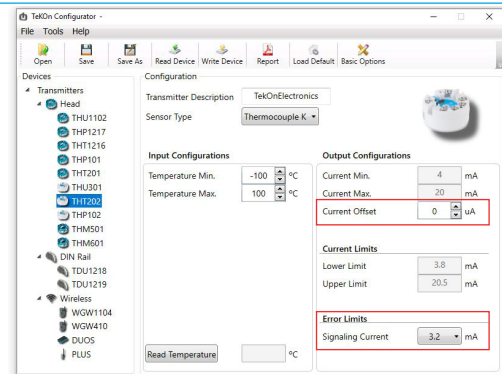 TekOn Configurator -
File Tools Help
Open Save Save As Read Device Write Device Report Load Default Basic Options
Devices
Transmitters
Head
THU1102
THP1217
THT1216
THP101
THT201
THU301
THT202
THP102
THM501
THM601
DIN Rail
TDU1218
TDU1219
Wireless
WGW1104
WGW410
DUOS
PLUS
Configuration
Transmitter Description TekOnElectronics
Sensor Type Thermocouple K
Input Configurations
Temperature Min. -100 ºC
Temperature Max. 100 ºC
Read Temperature ºC
Output Configurations
Current Min. 4 mA
Current Max. 20 mA
Current Offset 0 uA
Current Limits
Lower Limit 3.8 mA
Upper Limit 20.5 mA
Error Limits
Signaling Current 3.2 mA